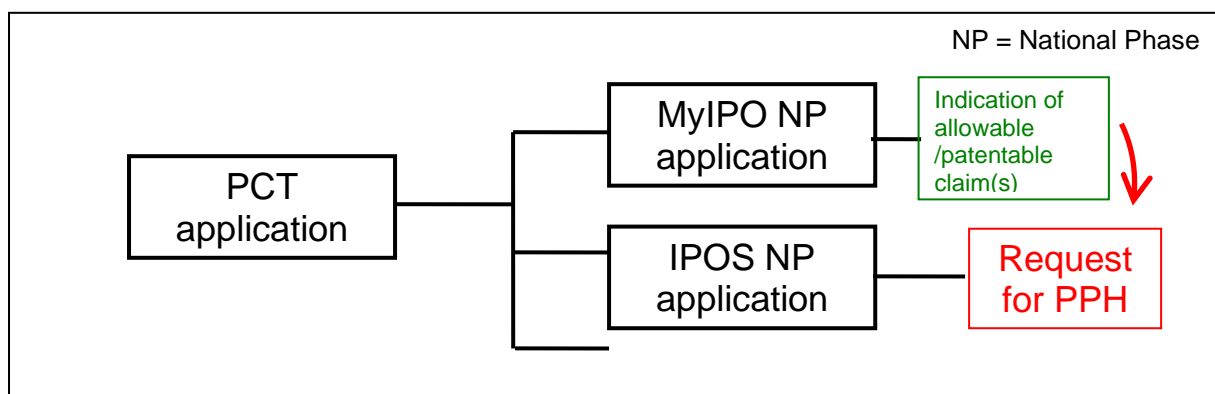 NP = National Phase
MyIPO NP
application
Indication of
allowable
/patentable
claim(s)
PCT
application
IPOS NP
application
Request
for PPH